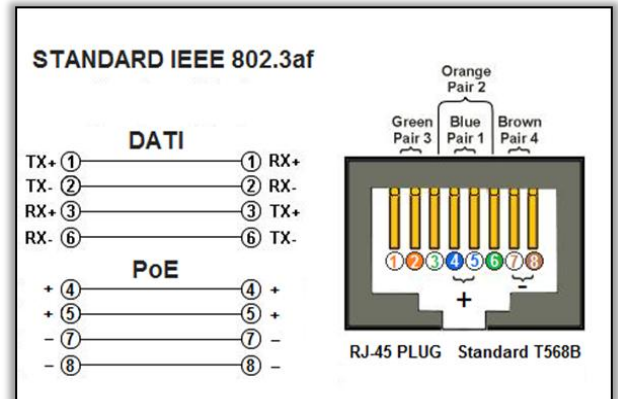 STANDARD IEEE 802.3af
DATI
TX+ 1 1 RX+
TX- 2 2 RX-
RX+ 3 3 TX+
RX- 6 6 TX-
PoE
+ 4 4 +
+ 5 5 +
- 7 7 -
- 8 8 -
Orange
Pair 2
Green Blue Brown
Pair 3 Pair 1 Pair 4
1 2 3 4 5 6 7 8
+ -
RJ-45 PLUG Standard T568B